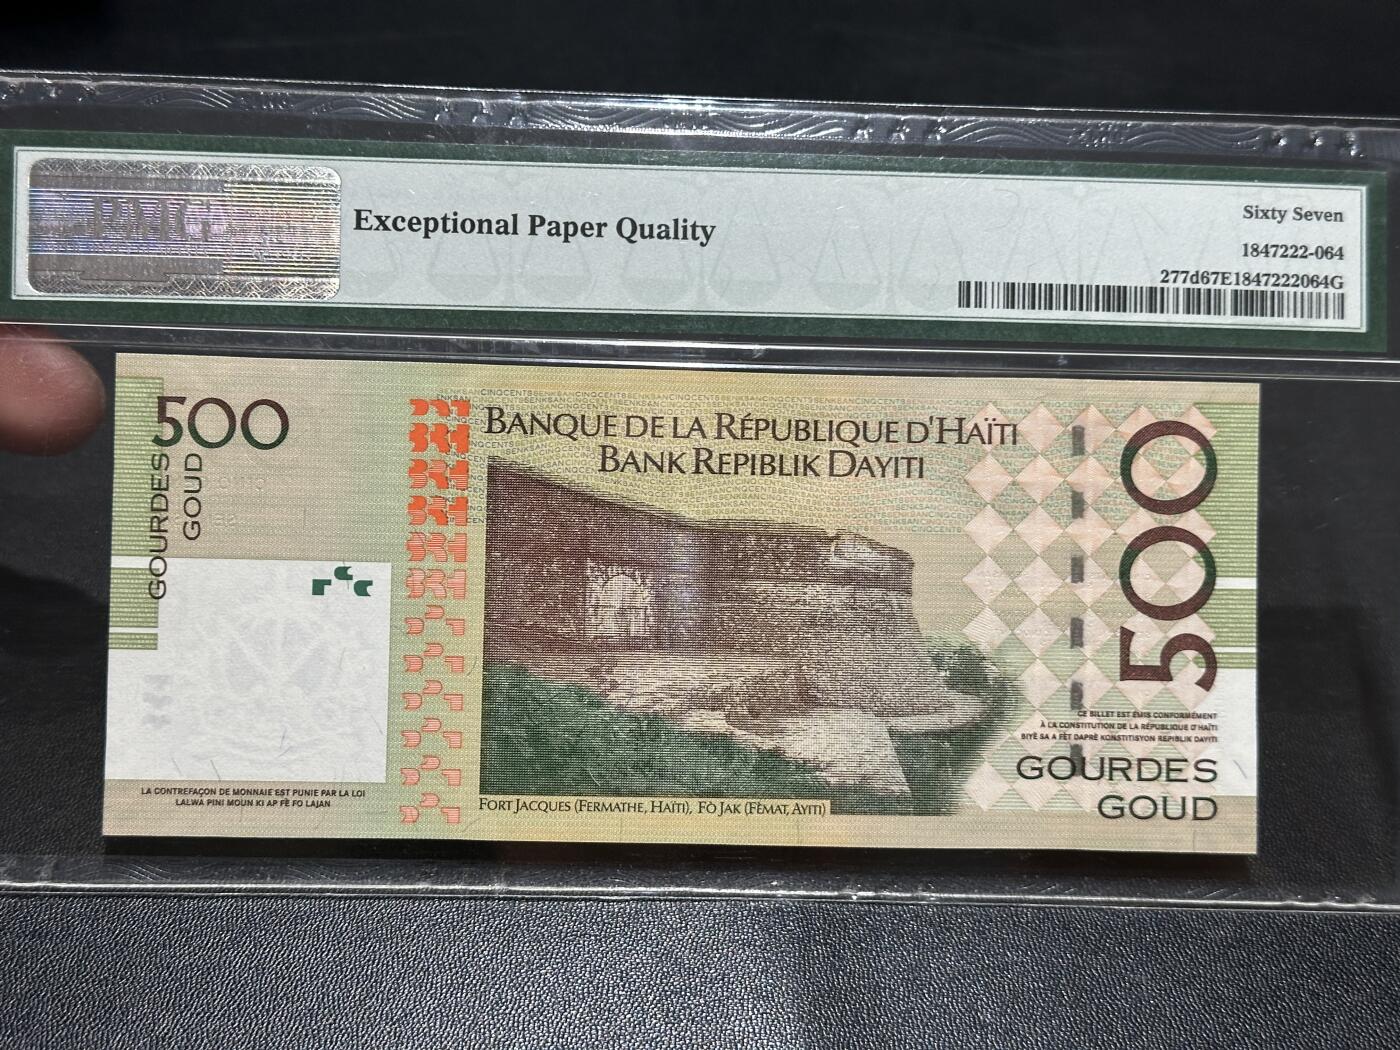 PMG
Exceptional Paper Quality
Sixty Seven
1847222-064
277d67E1847222064G
500
GOURDES
GOUD
BANQUE DE LA RÉPUBLIQUE D'HAÏTI
BANK REPIBLIK DAYITI
500
CE BILLET EST ÉMIS CONFORMÉMENT
À LA CONSTITUTION DE LA RÉPUBLIQUE D'HAÏTI
BIYÈ SA A FÈT DAPRÈ KONSTITISYON REPIBLIK DAYITI
GOURDES
GOUD
LA CONTREFAÇON DE MONNAIE EST PUNIE PAR LA LOI
LALWA PINI MOUN KI AP FÈ FO LAJAN
FORT JACQUES (FERMATHE, HAÏTI), FÒ JAK (FÈMAT, AYITI)